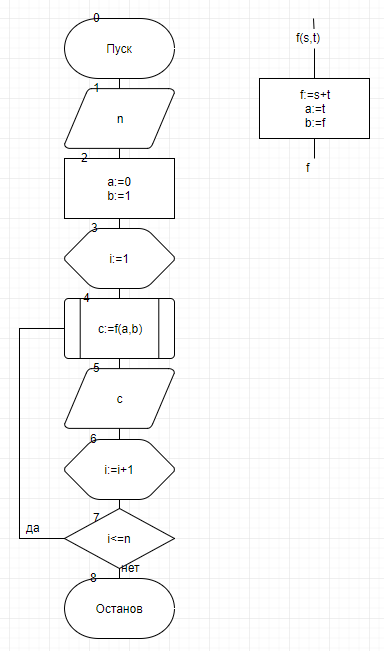 0
Пуск
1
n
2
a:=0
b:=1
3
i:=1
4
c:=f(a,b)
5
c
6
i:=i+1
7
да
i<=n
нет
8
Останов
f(s,t)
f:=s+t
a:=t
b:=f
f